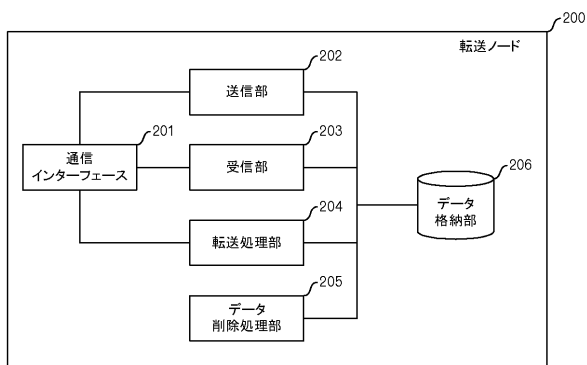 200
転送ノード
202
送信部
201
通信
インターフェース
203
受信部
206
データ
格納部
204
転送処理部
205
データ
削除処理部